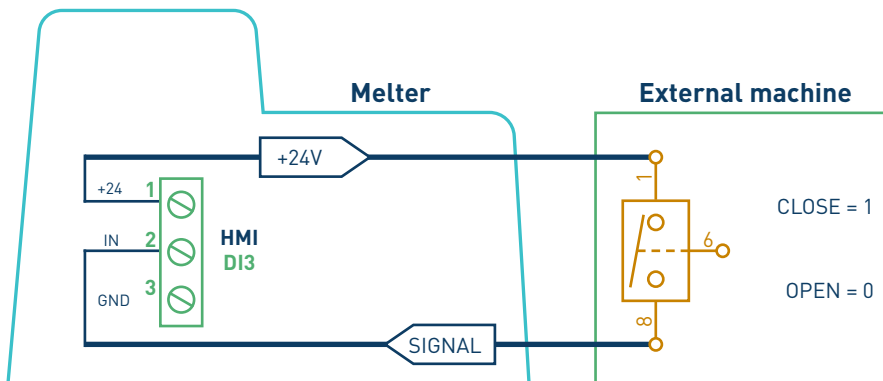 Melter
External machine
+24V
+24
1
IN
2
GND
3
HMI
DI3
1
6
8
CLOSE = 1
OPEN = 0
SIGNAL